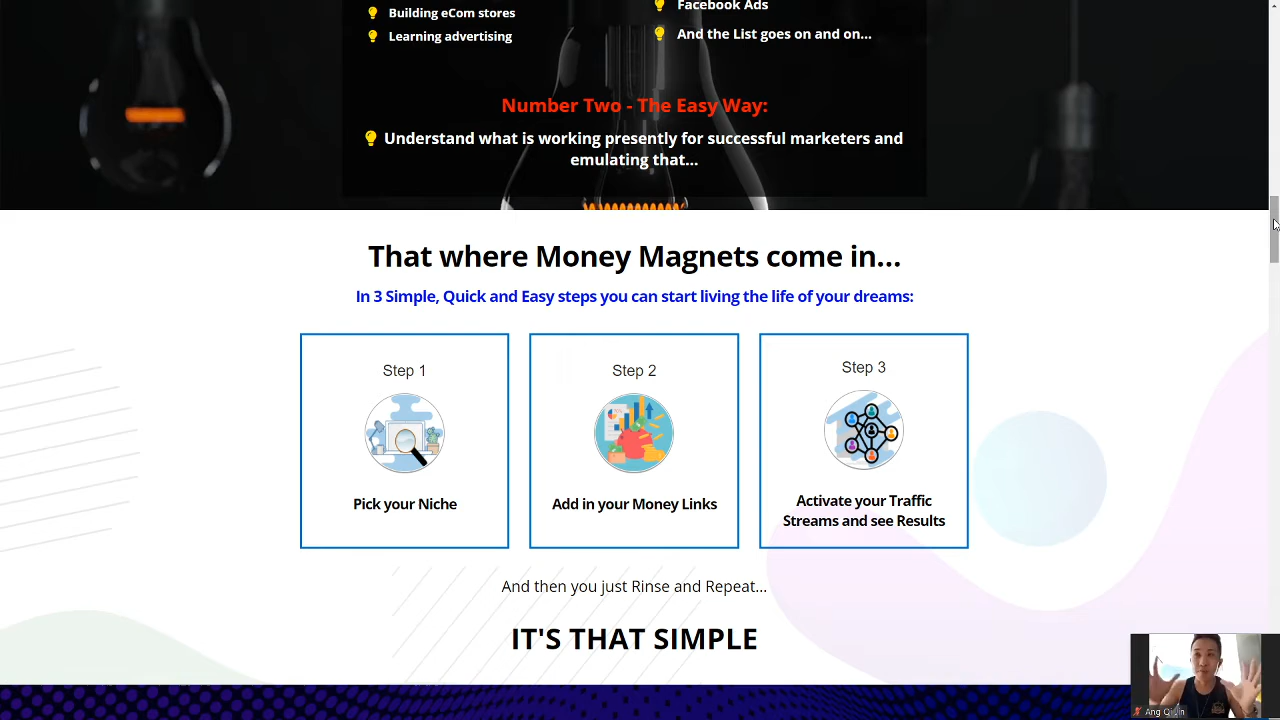 Building eCom stores
Learning advertising
Facebook Ads
And the List goes on and on...
Number Two - The Easy Way:
Understand what is working presently for successful marketers and
emulating that...
That where Money Magnets come in...
In 3 Simple, Quick and Easy steps you can start living the life of your dreams:
Step 1
Pick your Niche
Step 2
Add in your Money Links
Step 3
Activate your Traffic
Streams and see Results
And then you just Rinse and Repeat...
IT'S THAT SIMPLE